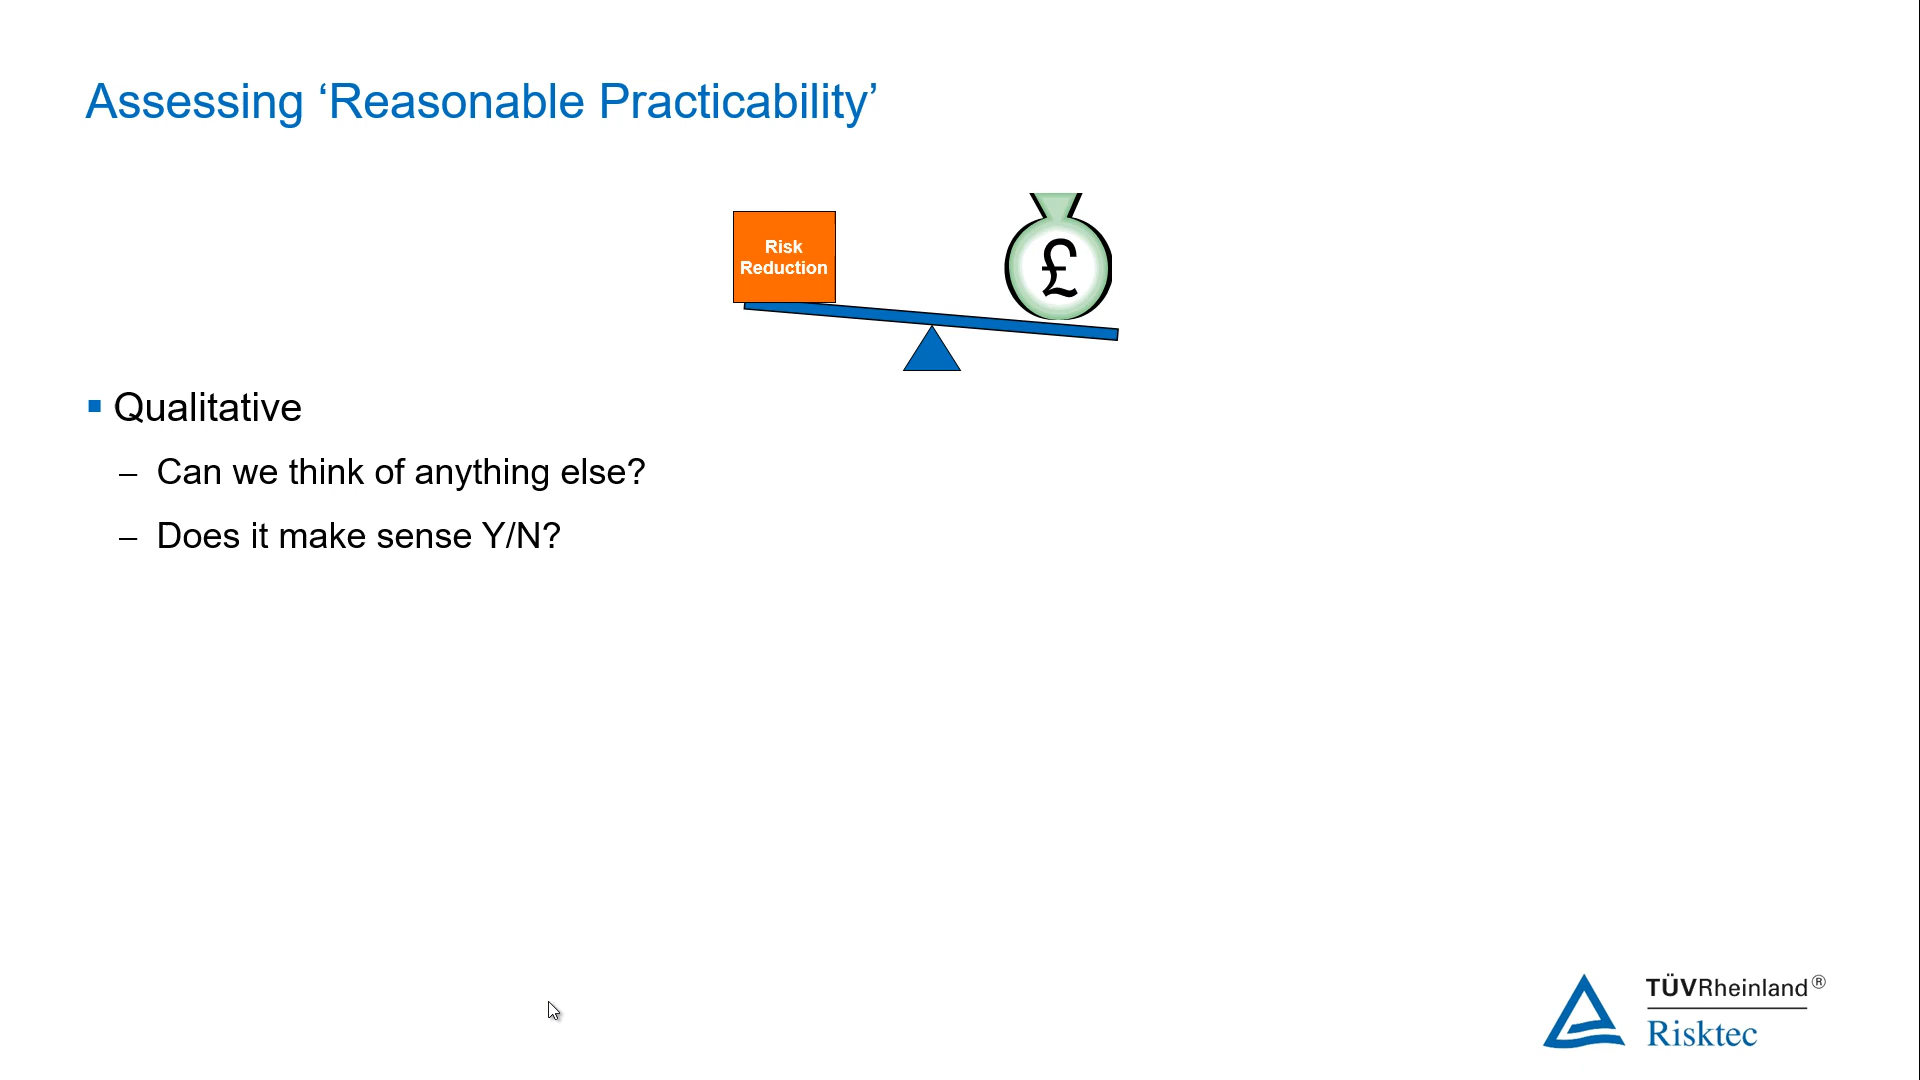 Assessing ‘Reasonable Practicability’
Risk
Reduction
£
▪ Qualitative
– Can we think of anything else?
– Does it make sense Y/N?
TÜVRheinland®
Risktec